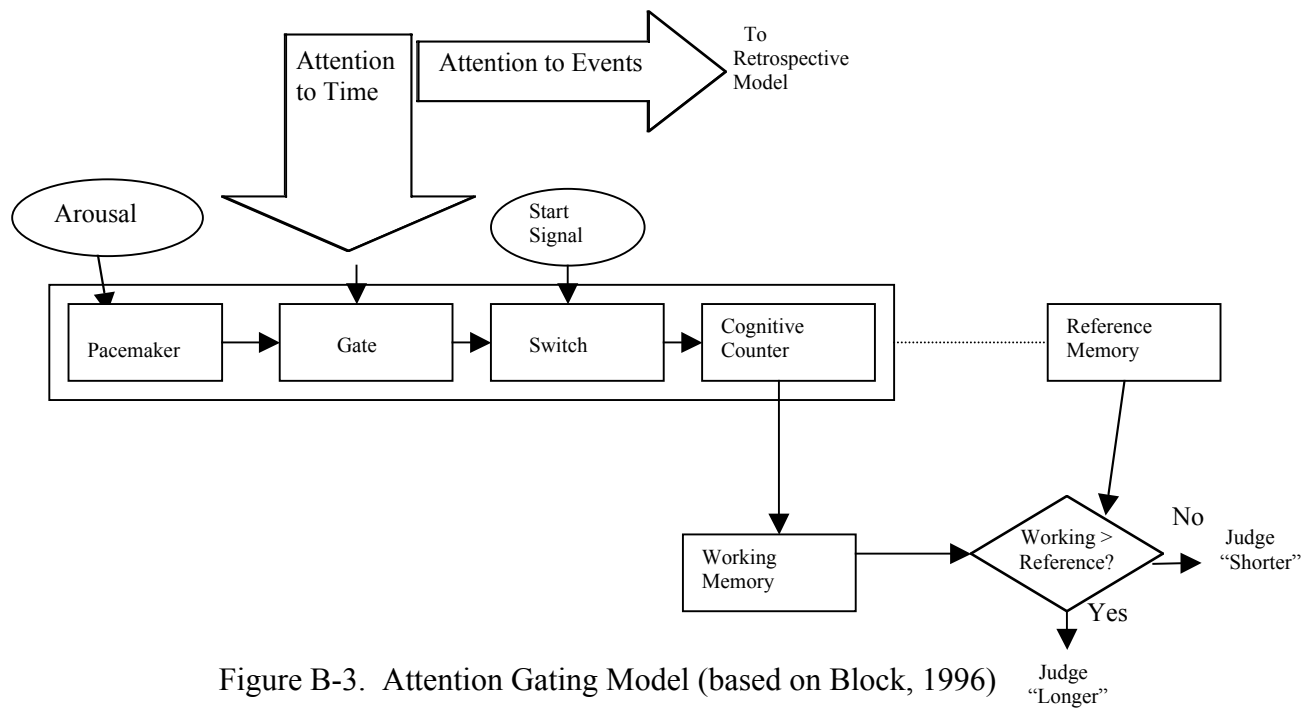 Attention
to Time
Attention to Events
To
Retrospective
Model
Arousal
Start
Signal
Pacemaker
Gate
Switch
Cognitive
Counter
Reference
Memory
Working
Memory
Working >
Reference?
No
Judge
“Shorter”
Yes
Judge
“Longer”
Figure B-3.  Attention Gating Model (based on Block, 1996)